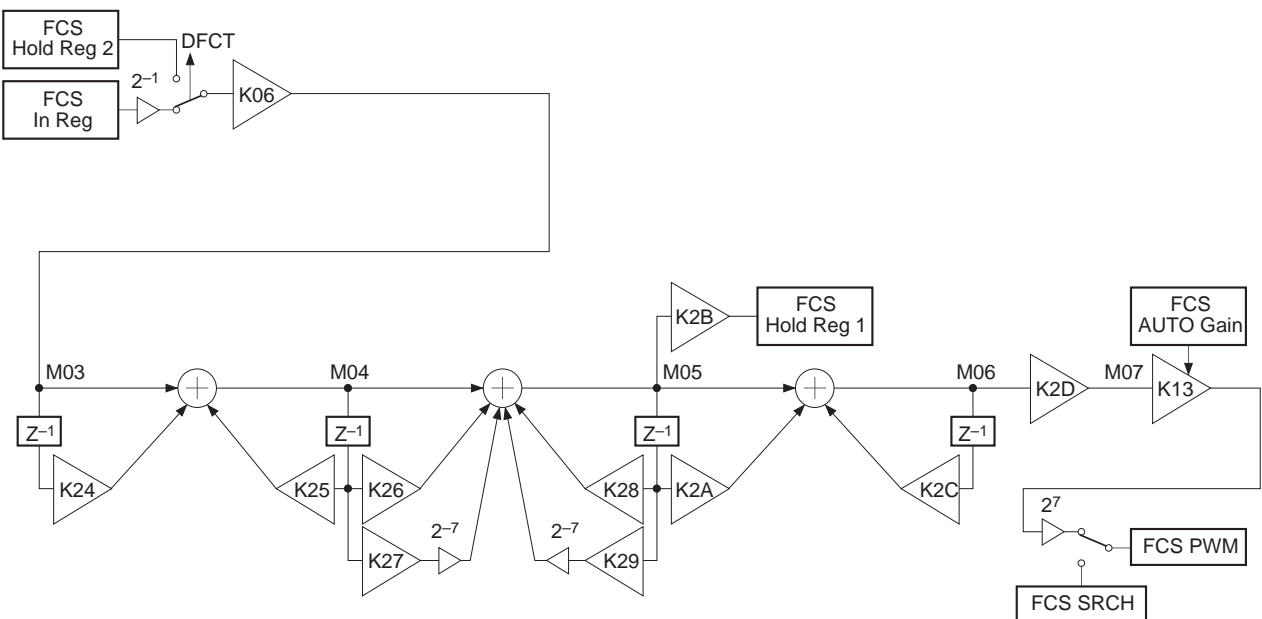 FCS
Hold Reg 2
DFCT
2–1
FCS
In Reg
K06
FCS
Hold Reg 1
K2B
FCS
AUTO Gain
M03
M04
M05
M06
M07
K2D
K13
Z–1
Z–1
Z–1
Z–1
K24
K25
K26
K28
K2A
K2C
K27
2–7
2–7
K29
27
FCS PWM
FCS SRCH